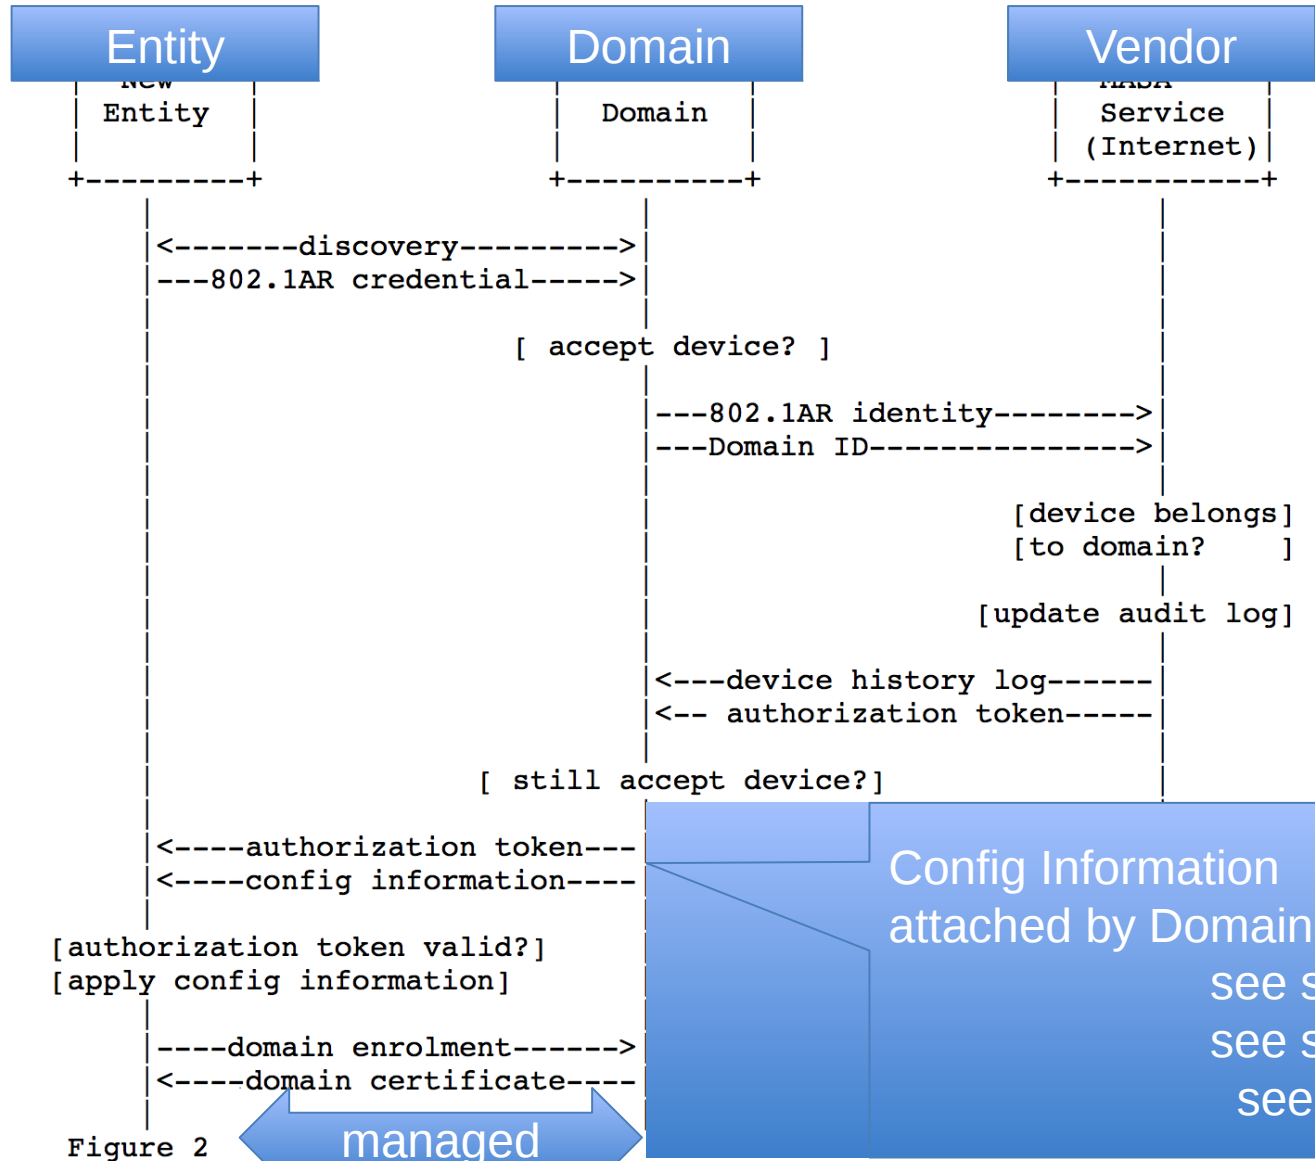 Entity Domain Vendor
New MASA
| Entity | | Domain | | Service |
| | | | | (Internet)|
+---------+ +----------+ +-----------+
|<-------discovery--------->|
|---802.1AR credential----->|
[ accept device? ]
|---802.1AR identity-------->|
|---Domain ID--------------->|
[device belongs]
[to domain? ]
[update audit log]
|<---device history log------|
|<-- authorization token-----|
[ still accept device?]
|<----authorization token---
|<----config information----
Config Information
attached by Domain
see s
see s
see
[authorization token valid?]
[apply config information]
|----domain enrolment------>
|<----domain certificate----
Figure 2
managed